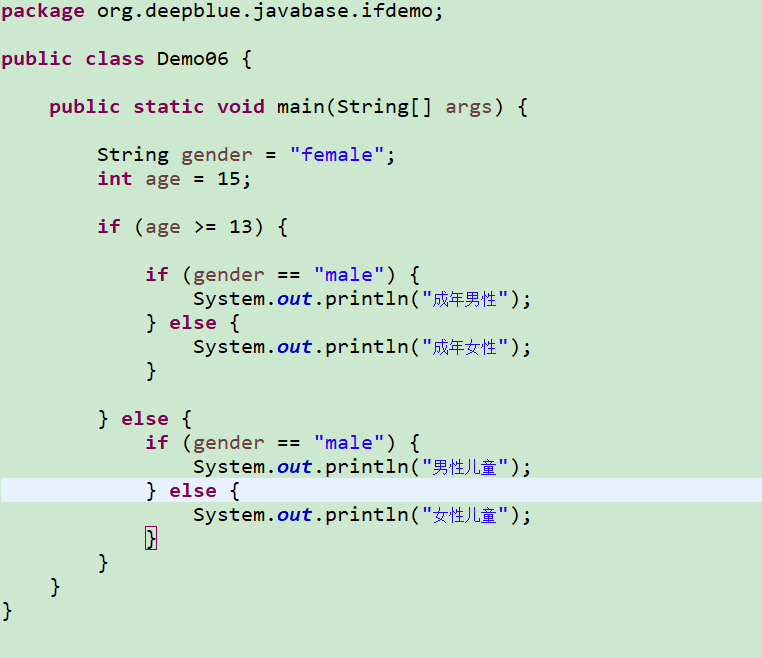 package org.deepblue.javabase.ifdemo;
public class Demo06 {
public static void main(String[] args) {
String gender = "female";
int age = 15;
if (age >= 13) {
if (gender == "male") {
System.out.println("成年男性");
} else {
System.out.println("成年女性");
}
} else {
if (gender == "male") {
System.out.println("男性儿童");
} else {
System.out.println("女性儿童");
}
}
}
}